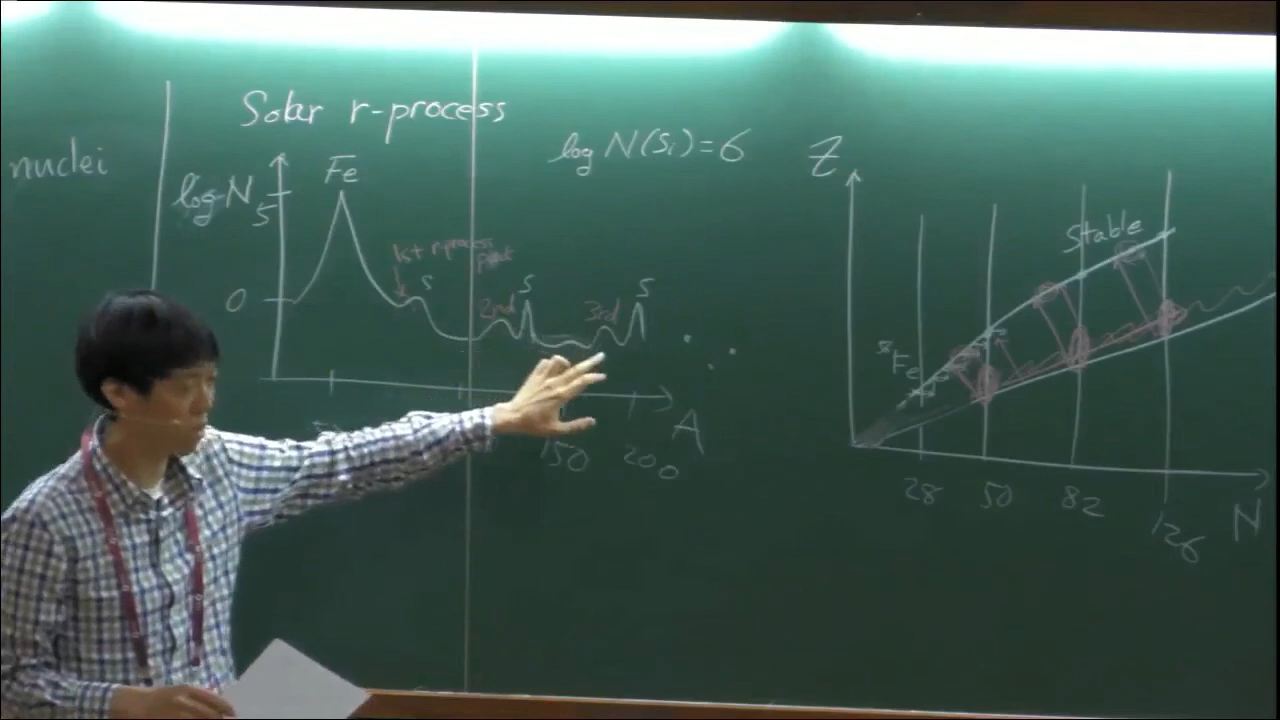 nuclei
Solar r-process
log N(Si)=6
log N
5
0
Fe
1st r-process
peak
s
2nd
s
3rd
s
150
200
A
Z
Stable
56Fe
28
50
82
126
N